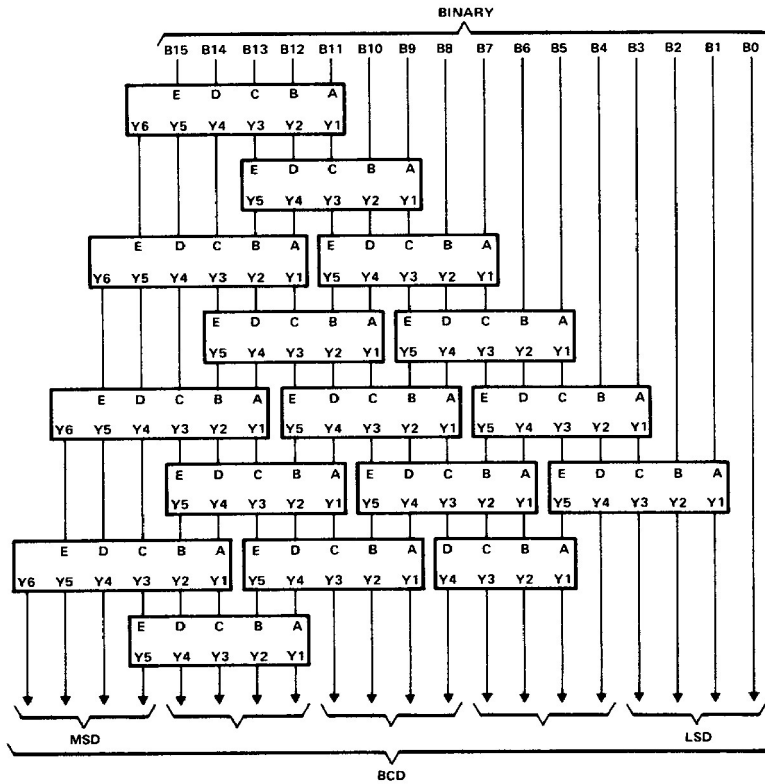 BINARY
B15 B14 B13 B12 B11 B10 B9 B8 B7 B6 B5 B4 B3 B2 B1 B0
E D C B A
Y6 Y5 Y4 Y3 Y2 Y1
E D C B A
Y5 Y4 Y3 Y2 Y1
E D C B A E D C B A
Y6 Y5 Y4 Y3 Y2 Y1 Y5 Y4 Y3 Y2 Y1
E D C B A E D C B A
Y5 Y4 Y3 Y2 Y1 Y5 Y4 Y3 Y2 Y1
E D C B A E D C B A E D C B A
Y6 Y5 Y4 Y3 Y2 Y1 Y5 Y4 Y3 Y2 Y1 Y5 Y4 Y3 Y2 Y1
E D C B A E D C B A E D C B A
Y5 Y4 Y3 Y2 Y1 Y5 Y4 Y3 Y2 Y1 Y5 Y4 Y3 Y2 Y1
E D C B A E D C B A D C B A
Y6 Y5 Y4 Y3 Y2 Y1 Y5 Y4 Y3 Y2 Y1 Y4 Y3 Y2 Y1
E D C B A
Y5 Y4 Y3 Y2 Y1
MSD LSD
BCD